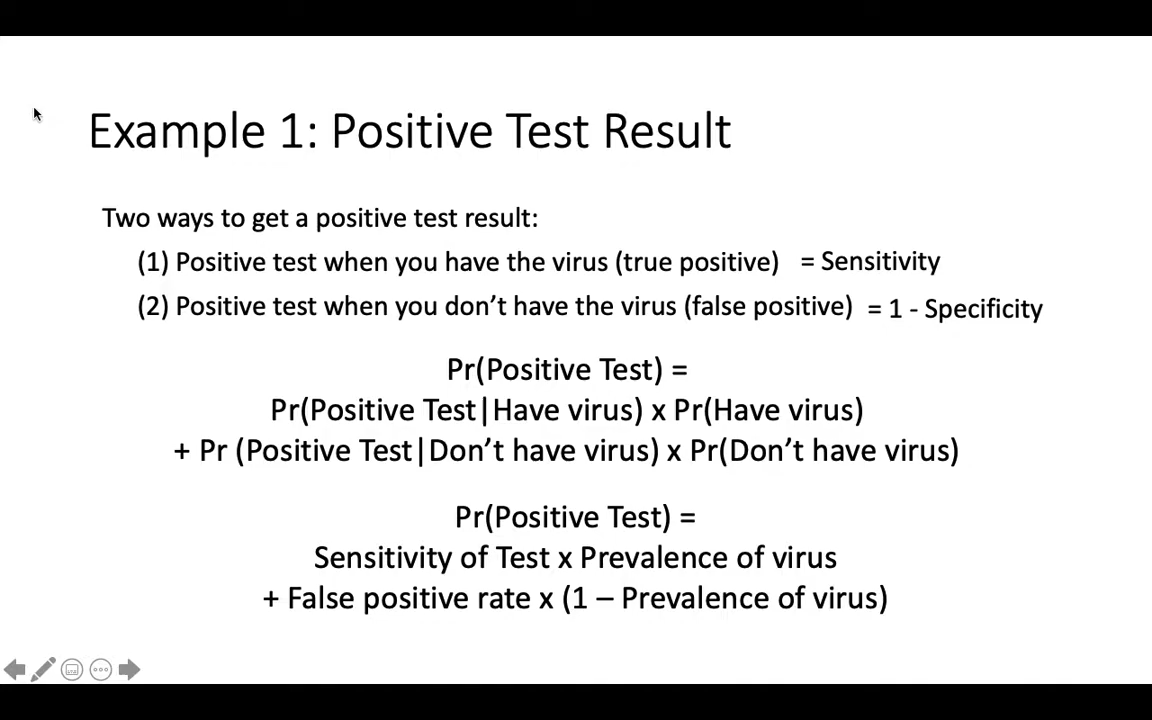 Example 1: Positive Test Result
Two ways to get a positive test result:
(1) Positive test when you have the virus (true positive) = Sensitivity
(2) Positive test when you don’t have the virus (false positive) = 1 - Specificity
Pr(Positive Test) =
Pr(Positive Test|Have virus) x Pr(Have virus)
+ Pr (Positive Test|Don’t have virus) x Pr(Don’t have virus)
Pr(Positive Test) =
Sensitivity of Test x Prevalence of virus
+ False positive rate x (1 – Prevalence of virus)